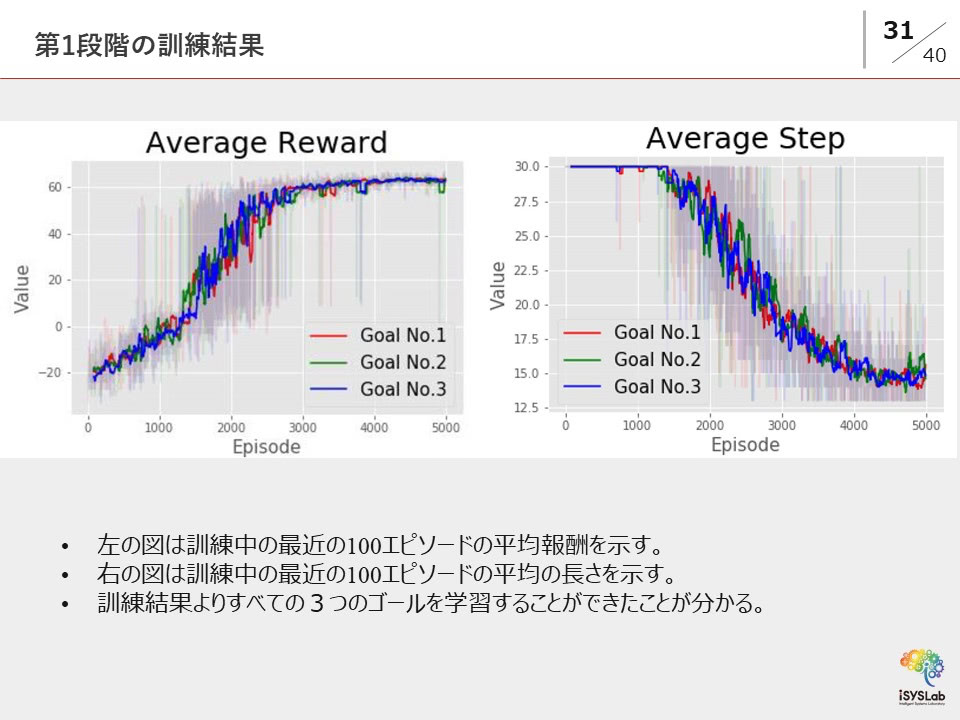 第1段階の訓練結果
31
40
Average Reward
60
40
20
0
−20
Value
0
1000
2000
3000
4000
5000
Episode
Goal No.1
Goal No.2
Goal No.3
Average Step
30.0
27.5
25.0
22.5
20.0
17.5
15.0
12.5
Value
0
1000
2000
3000
4000
5000
Episode
Goal No.1
Goal No.2
Goal No.3
• 左の図は訓練中の最近の100エピソードの平均報酬を示す。
• 右の図は訓練中の最近の100エピソードの平均の長さを示す。
• 訓練結果よりすべての３つのゴールを学習することができたことが分かる。
iSYSLab
Intelligent Systems Laboratory